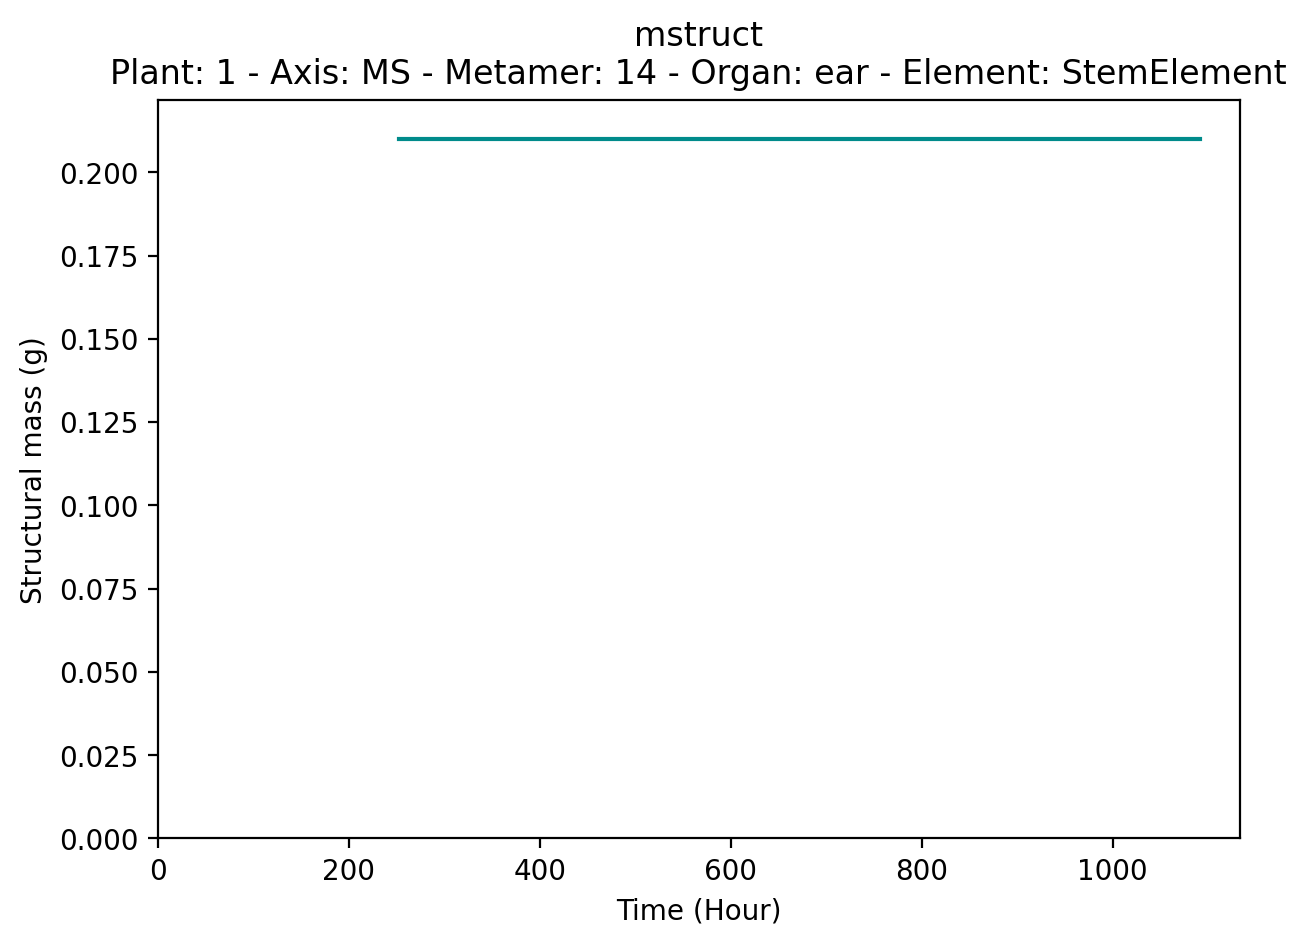 mstruct
Plant: 1 - Axis: MS - Metamer: 14 - Organ: ear - Element: StemElement
Structural mass (g)
0.200
0.175
0.150
0.125
0.100
0.075
0.050
0.025
0.000
0 200 400 600 800 1000
Time (Hour)